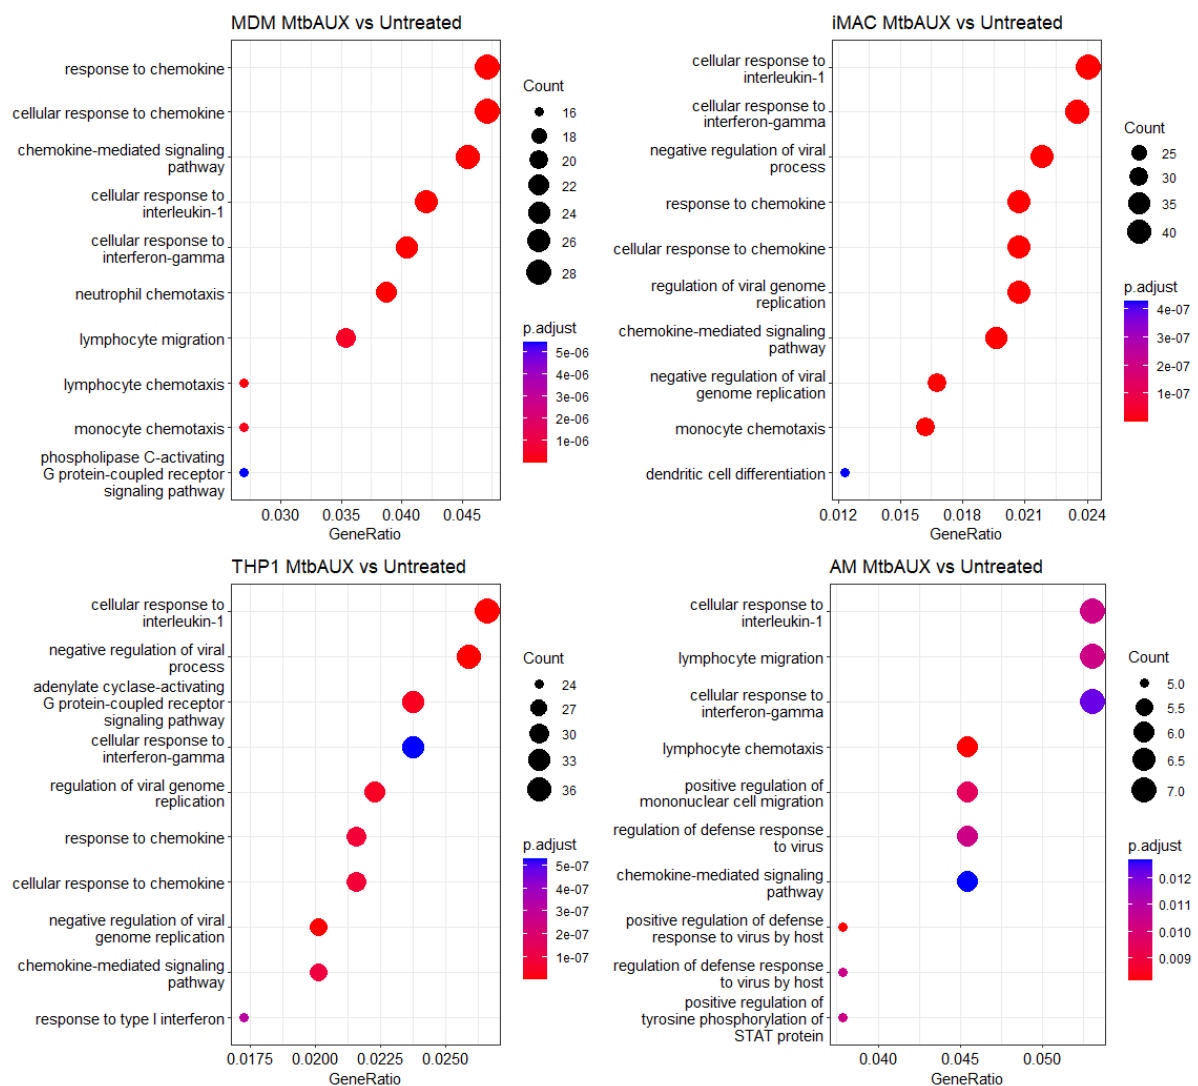 MDM MtbAUX vs Untreated
response to chemokine
cellular response to chemokine
chemokine-mediated signaling
pathway
cellular response to
interleukin-1
cellular response to
interferon-gamma
neutrophil chemotaxis
lymphocyte migration
lymphocyte chemotaxis
monocyte chemotaxis
phospholipase C-activating
G protein-coupled receptor
signaling pathway
0.030 0.035 0.040 0.045
GeneRatio
Count
16
18
20
22
24
26
28
p.adjust
5e-06
4e-06
3e-06
2e-06
1e-06
iMAC MtbAUX vs Untreated
cellular response to
interleukin-1
cellular response to
interferon-gamma
negative regulation of viral
process
response to chemokine
cellular response to chemokine
regulation of viral genome
replication
chemokine-mediated signaling
pathway
negative regulation of viral
genome replication
monocyte chemotaxis
dendritic cell differentiation
0.012 0.015 0.018 0.021 0.024
GeneRatio
Count
25
30
35
40
p.adjust
4e-07
3e-07
2e-07
1e-07
THP1 MtbAUX vs Untreated
cellular response to
interleukin-1
negative regulation of viral
process
adenylate cyclase-activating
G protein-coupled receptor
signaling pathway
cellular response to
interferon-gamma
regulation of viral genome
replication
response to chemokine
cellular response to chemokine
negative regulation of viral
genome replication
chemokine-mediated signaling
pathway
response to type I interferon
0.0175 0.0200 0.0225 0.0250
GeneRatio
Count
24
27
30
33
36
p.adjust
5e-07
4e-07
3e-07
2e-07
1e-07
AM MtbAUX vs Untreated
cellular response to
interleukin-1
lymphocyte migration
cellular response to
interferon-gamma
lymphocyte chemotaxis
positive regulation of
mononuclear cell migration
regulation of defense response
to virus
chemokine-mediated signaling
pathway
positive regulation of defense
response to virus by host
regulation of defense response
to virus by host
positive regulation of
tyrosine phosphorylation of
STAT protein
0.040 0.045 0.050
GeneRatio
Count
5.0
5.5
6.0
6.5
7.0
p.adjust
0.012
0.011
0.010
0.009